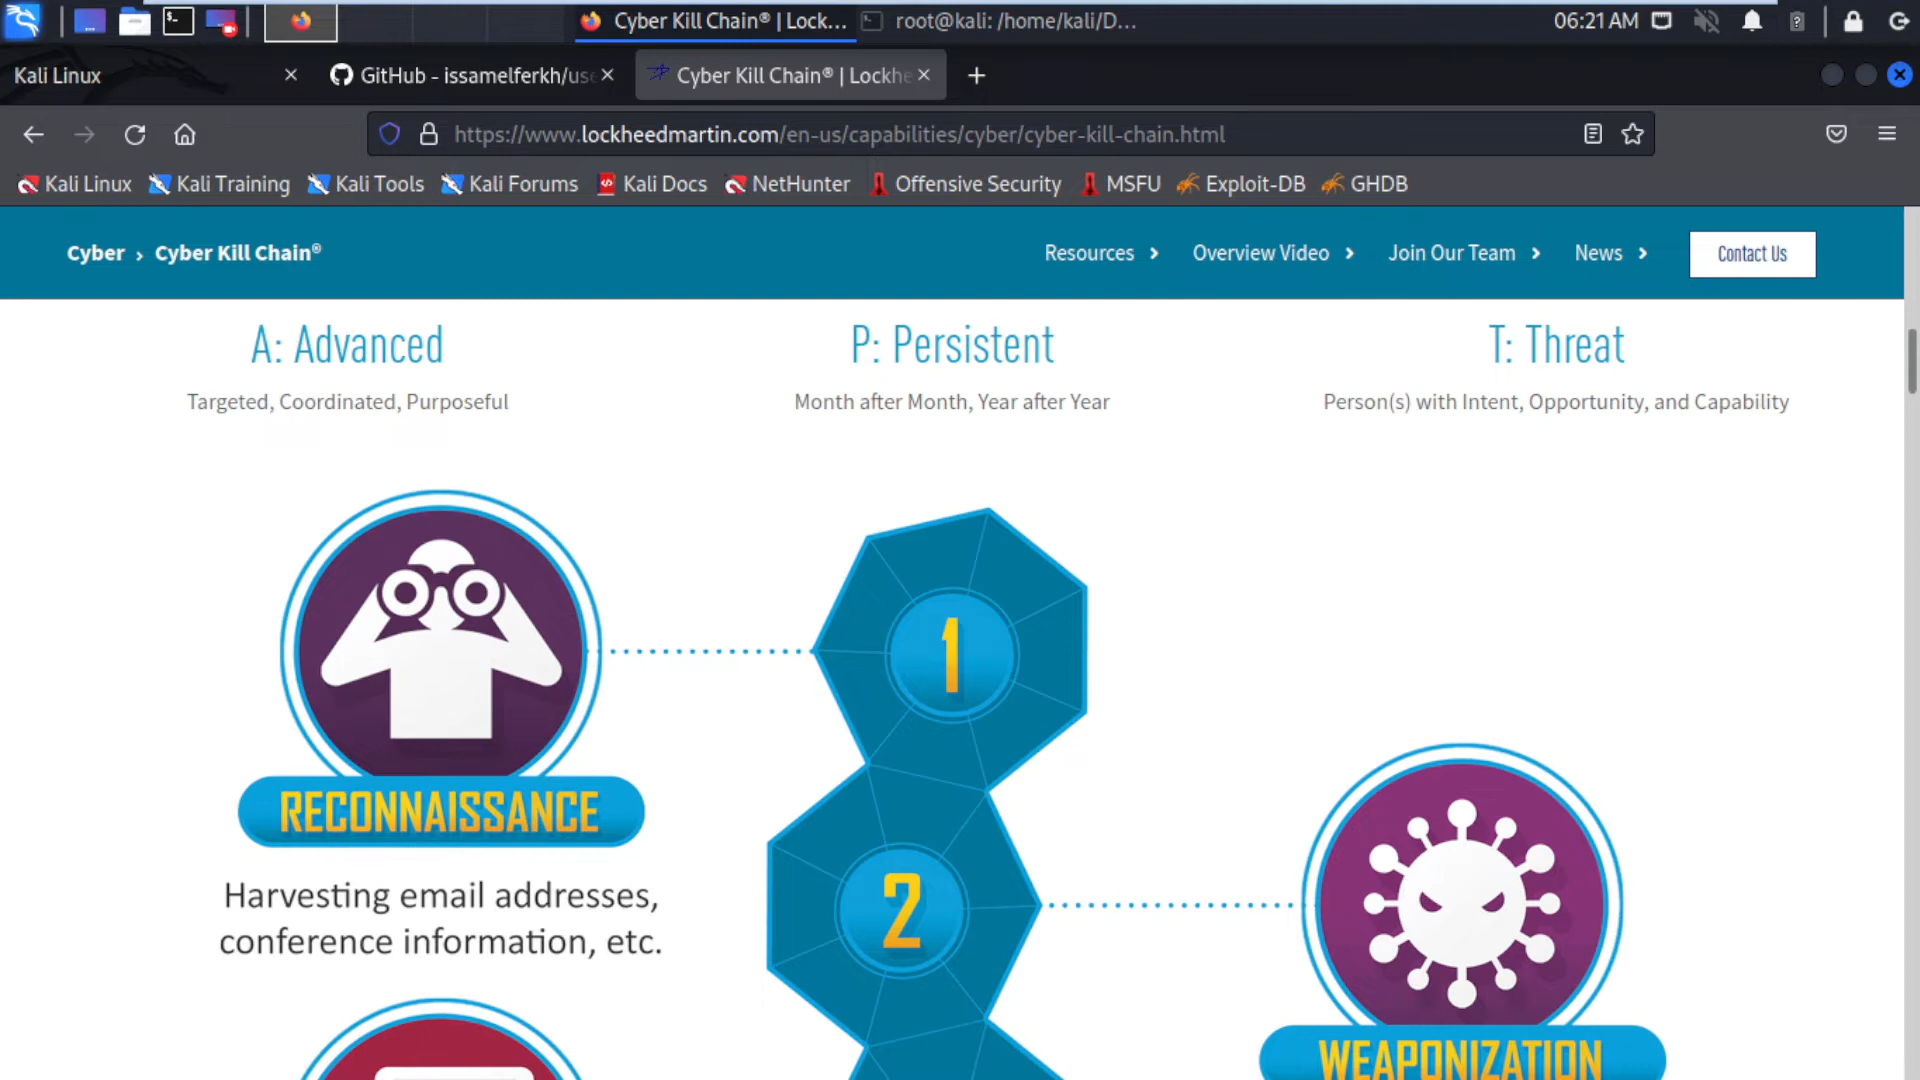 Cyber Kill Chain® | Lock...
root@kali: /home/kali/D...
06:21 AM
Kali Linux
GitHub - issamelferkh/use
Cyber Kill Chain® | Lockhe
https://www.lockheedmartin.com/en-us/capabilities/cyber/cyber-kill-chain.html
Kali Linux
Kali Training
Kali Tools
Kali Forums
Kali Docs
NetHunter
Offensive Security
MSFU
Exploit-DB
GHDB
Cyber › Cyber Kill Chain®
Resources
Overview Video
Join Our Team
News
Contact Us
A: Advanced
Targeted, Coordinated, Purposeful
P: Persistent
Month after Month, Year after Year
T: Threat
Person(s) with Intent, Opportunity, and Capability
1
RECONNAISSANCE
Harvesting email addresses,
conference information, etc.
2
WEAPONIZATION